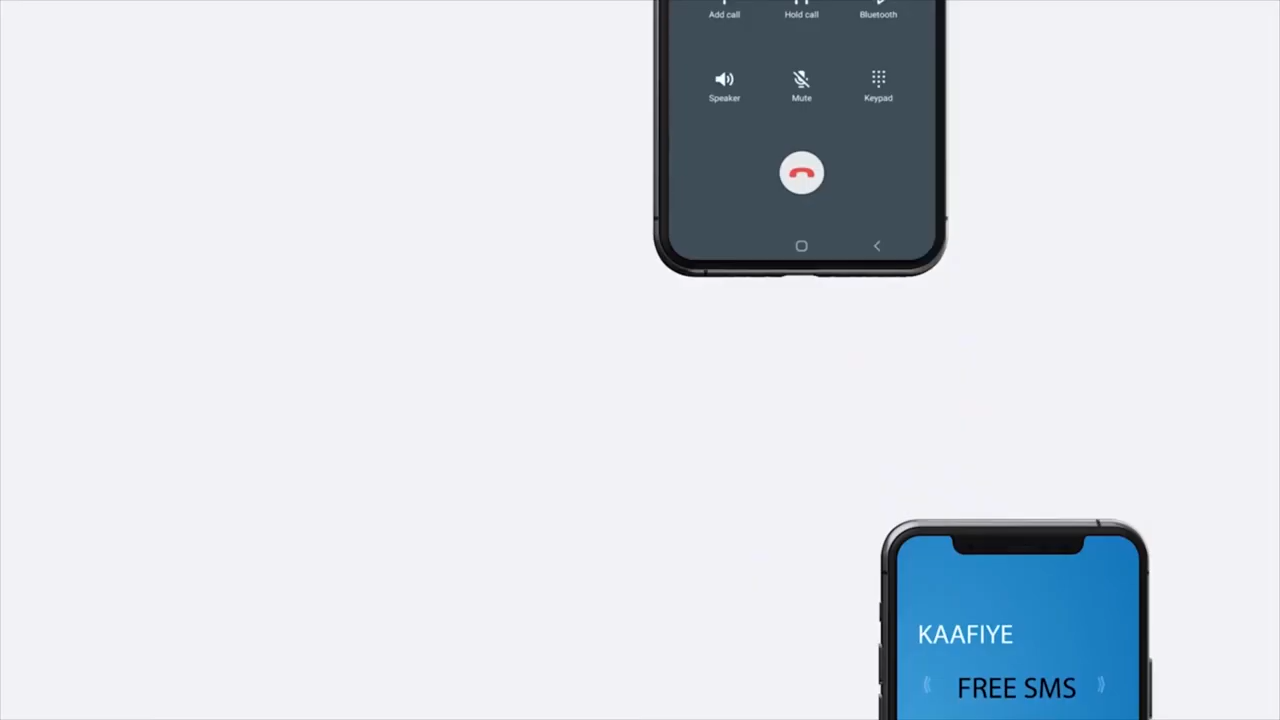 Add call Hold call Bluetooth
Speaker Mute Keypad
KAAFIYE
FREE SMS